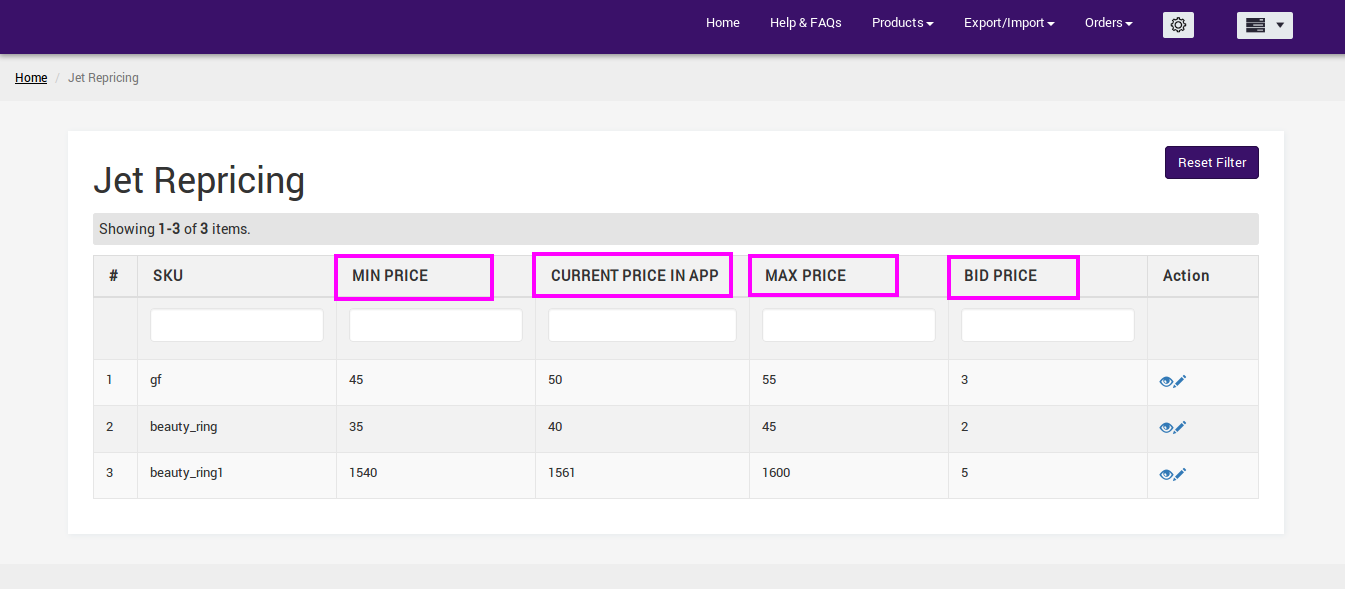 Home Help & FAQs Products Export/Import Orders
Home / Jet Repricing
Jet Repricing
Reset Filter
Showing 1-3 of 3 items.
# SKU MIN PRICE CURRENT PRICE IN APP MAX PRICE BID PRICE Action
1 gf 45 50 55 3
2 beauty_ring 35 40 45 2
3 beauty_ring1 1540 1561 1600 5